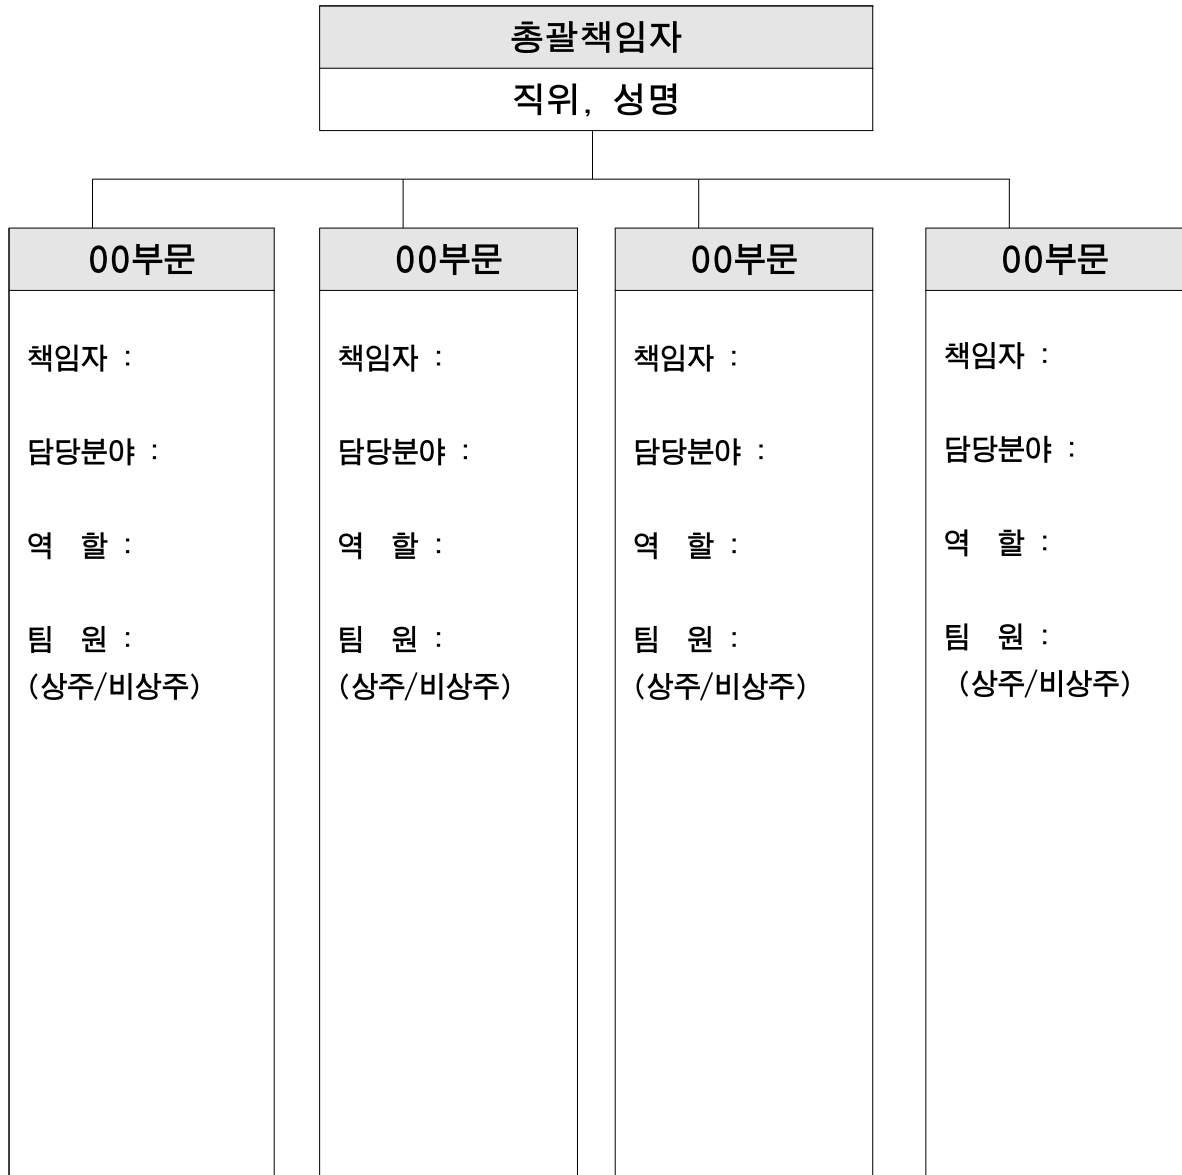 총괄책임자
직위, 성명
00부문
책임자 :
담당분야 :
역 할 :
팀 원 :
(상주/비상주)
00부문
책임자 :
담당분야 :
역 할 :
팀 원 :
(상주/비상주)
00부문
책임자 :
담당분야 :
역 할 :
팀 원 :
(상주/비상주)
00부문
책임자 :
담당분야 :
역 할 :
팀 원 :
(상주/비상주)